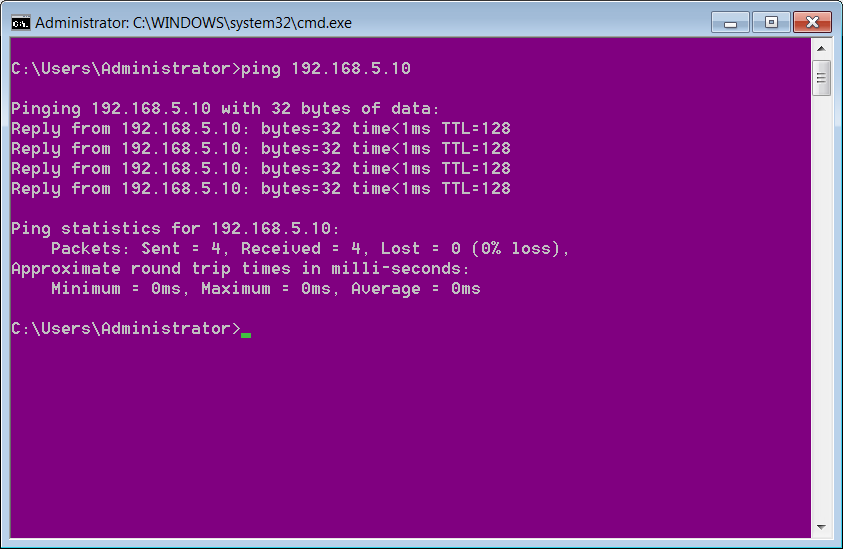 Administrator: C:\WINDOWS\system32\cmd.exe
C:\Users\Administrator>ping 192.168.5.10
Pinging 192.168.5.10 with 32 bytes of data:
Reply from 192.168.5.10: bytes=32 time<1ms TTL=128
Reply from 192.168.5.10: bytes=32 time<1ms TTL=128
Reply from 192.168.5.10: bytes=32 time<1ms TTL=128
Reply from 192.168.5.10: bytes=32 time<1ms TTL=128
Ping statistics for 192.168.5.10:
    Packets: Sent = 4, Received = 4, Lost = 0 (0% loss),
Approximate round trip times in milli-seconds:
    Minimum = 0ms, Maximum = 0ms, Average = 0ms
C:\Users\Administrator>